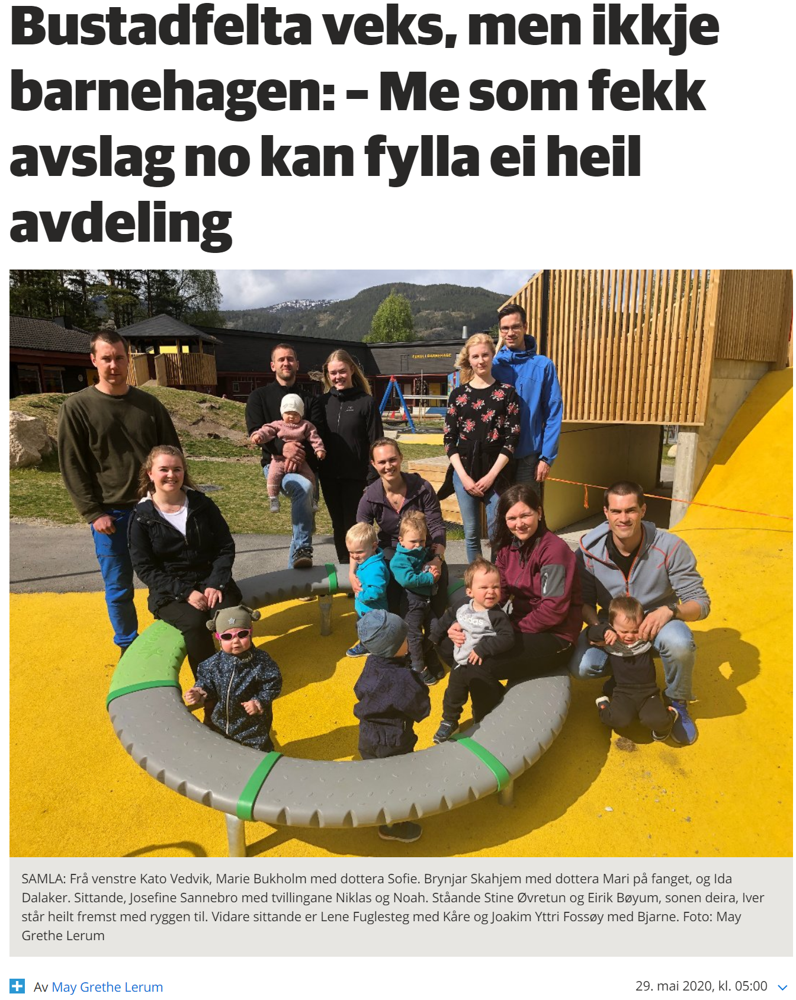 Bustadfelta veks, men ikkje
barnehagen: – Me som fekk
avslag no kan fylla ei heil
avdeling
FURULI BARNEHAGE
adidas
SAMLA: Frå venstre Kato Vedvik, Marie Bukholm med dottera Sofie. Brynjar Skahjem med dottera Mari på fanget, og Ida
Dalaker. Sittande, Josefine Sannebro med tvillingane Niklas og Noah. Ståande Stine Øvretun og Eirik Bøyum, sonen deira, Iver
står heilt fremst med ryggen til. Vidare sittande er Lene Fuglesteg med Kåre og Joakim Yttri Fossøy med Bjarne. Foto: May
Grethe Lerum
Av May Grethe Lerum
29. mai 2020, kl. 05:00